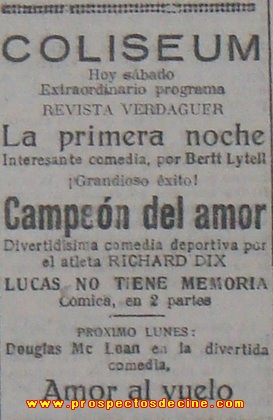 COLISEUM
Hoy sábado
Extraordinario programa
REVISTA VERDAGUER
La primera noche
Interesante comedia, por Bertt Lytell
¡Grandioso éxito!
Campeón del amor
Divertidísima comedia deportiva por
el atleta RICHARD DIX
LUCAS NO TIENE MEMORIA
Cómica, en 2 partes
PROXIMO LUNES:
Douglas Mc Loan en la divertida
comedia,
Amor al vuelo
www.prospectosdecine.com